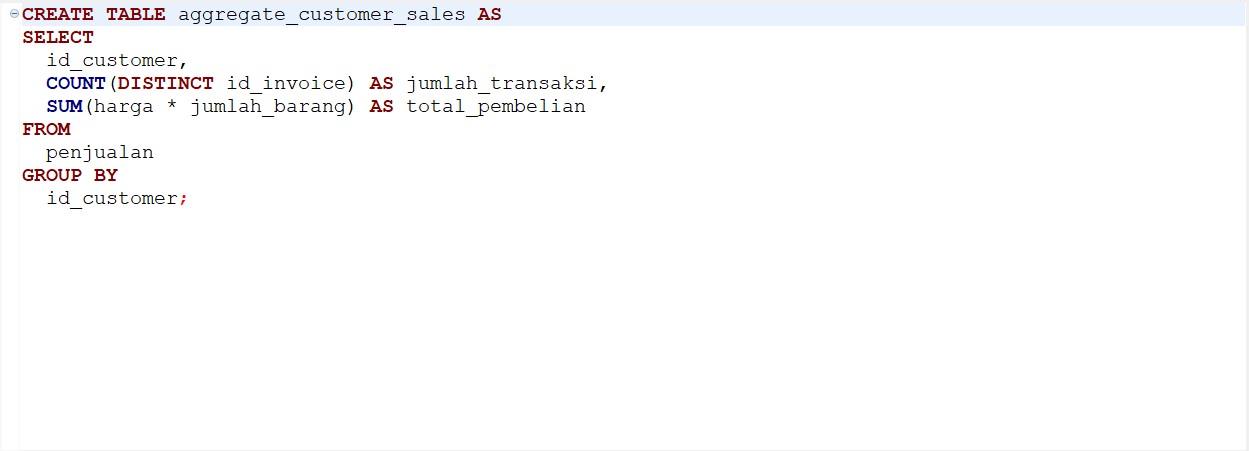 CREATE TABLE aggregate_customer_sales AS
SELECT
  id_customer,
  COUNT(DISTINCT id_invoice) AS jumlah_transaksi,
  SUM(harga * jumlah_barang) AS total_pembelian
FROM
  penjualan
GROUP BY
  id_customer;